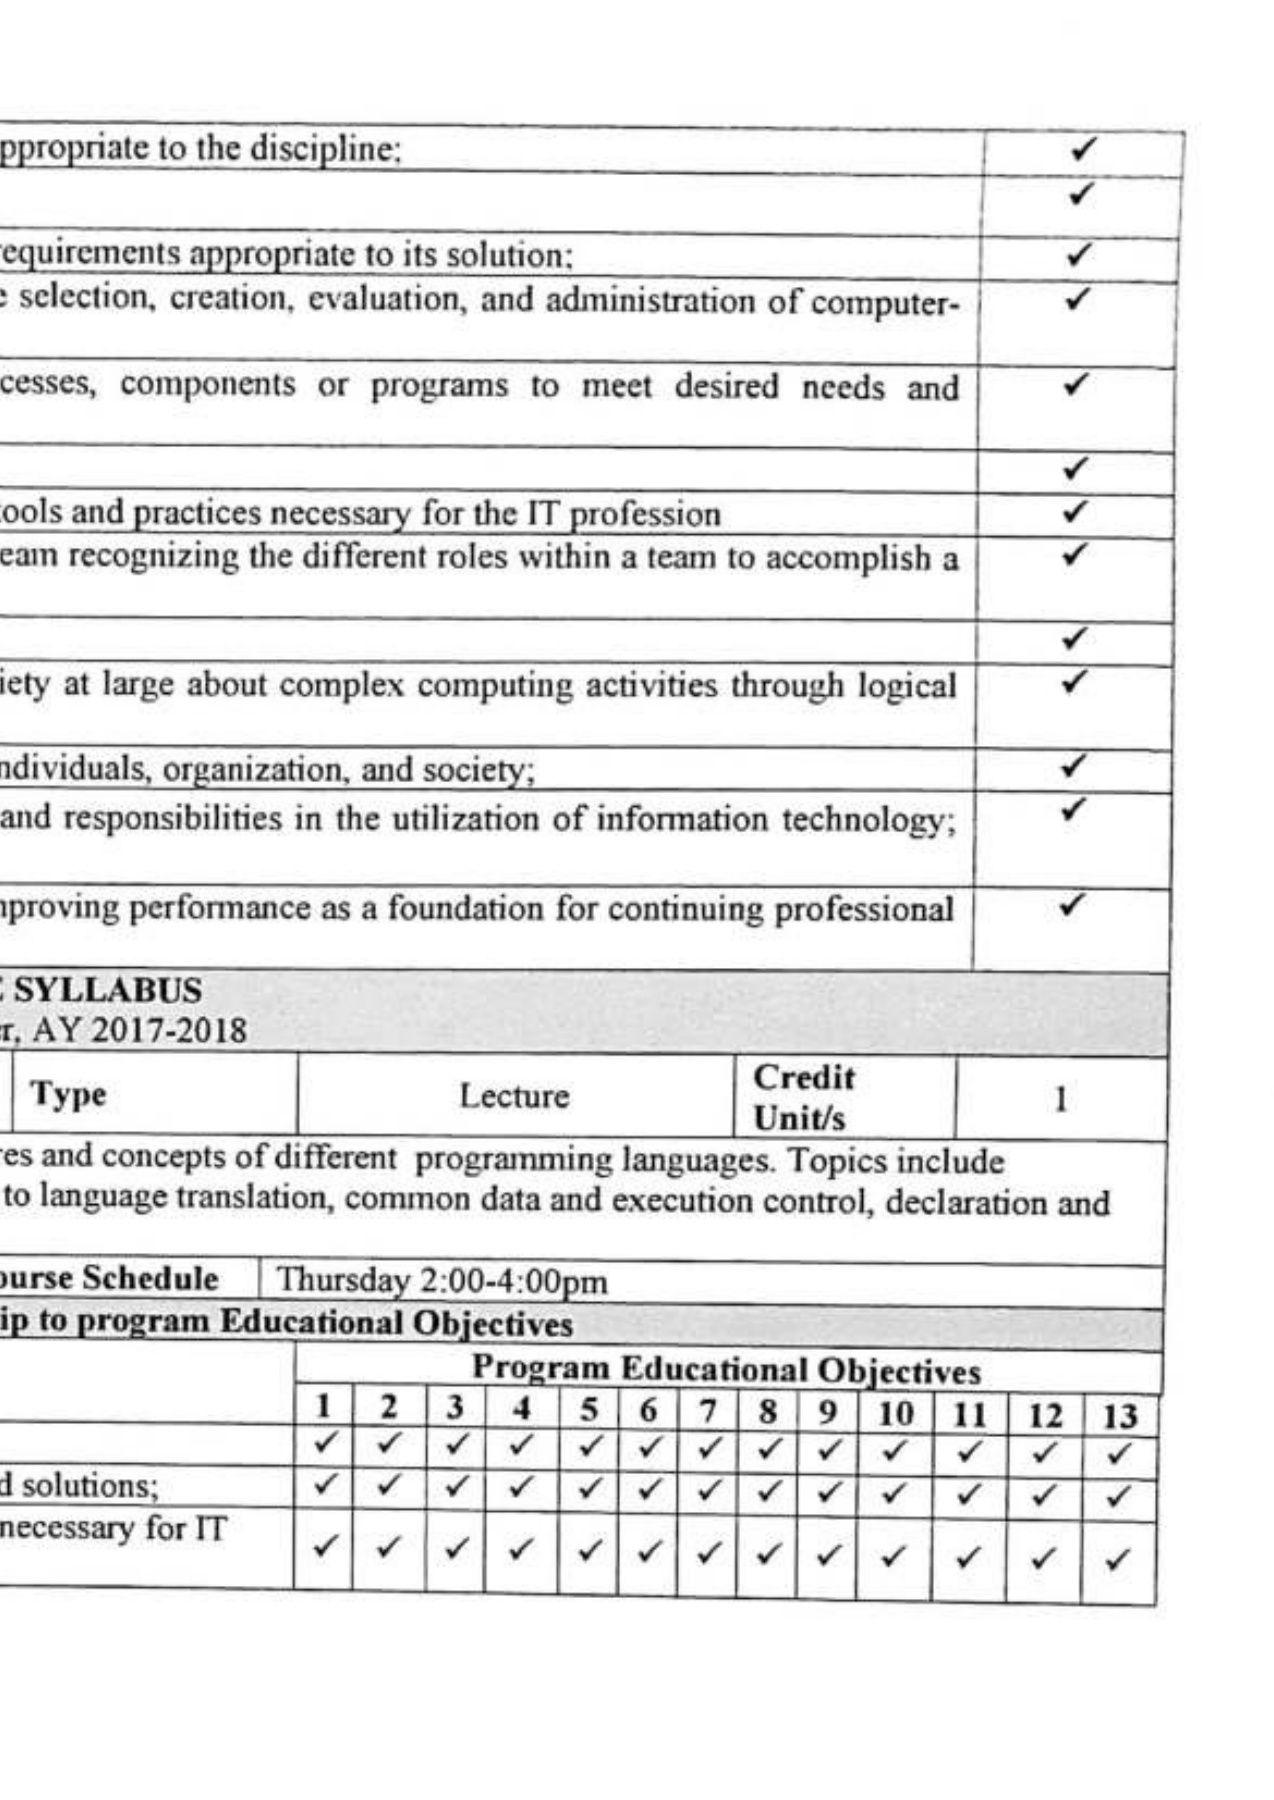 ppropriate to the discipline; ✓
✓
equirements appropriate to its solution; ✓
e selection, creation, evaluation, and administration of computer- ✓
cesses, components or programs to meet desired needs and ✓
✓
ools and practices necessary for the IT profession ✓
eam recognizing the different roles within a team to accomplish a ✓
✓
iety at large about complex computing activities through logical ✓
ndividuals, organization, and society; ✓
and responsibilities in the utilization of information technology; ✓
mproving performance as a foundation for continuing professional ✓
E SYLLABUS
er, AY 2017-2018
Type Lecture Credit Unit/s 1
res and concepts of different programming languages. Topics include
to language translation, common data and execution control, declaration and
ourse Schedule Thursday 2:00-4:00pm
ip to program Educational Objectives
Program Educational Objectives
1 2 3 4 5 6 7 8 9 10 11 12 13
✓ ✓ ✓ ✓ ✓ ✓ ✓ ✓ ✓ ✓ ✓ ✓ ✓
d solutions; ✓ ✓ ✓ ✓ ✓ ✓ ✓ ✓ ✓ ✓ ✓ ✓ ✓
necessary for IT ✓ ✓ ✓ ✓ ✓ ✓ ✓ ✓ ✓ ✓ ✓ ✓ ✓